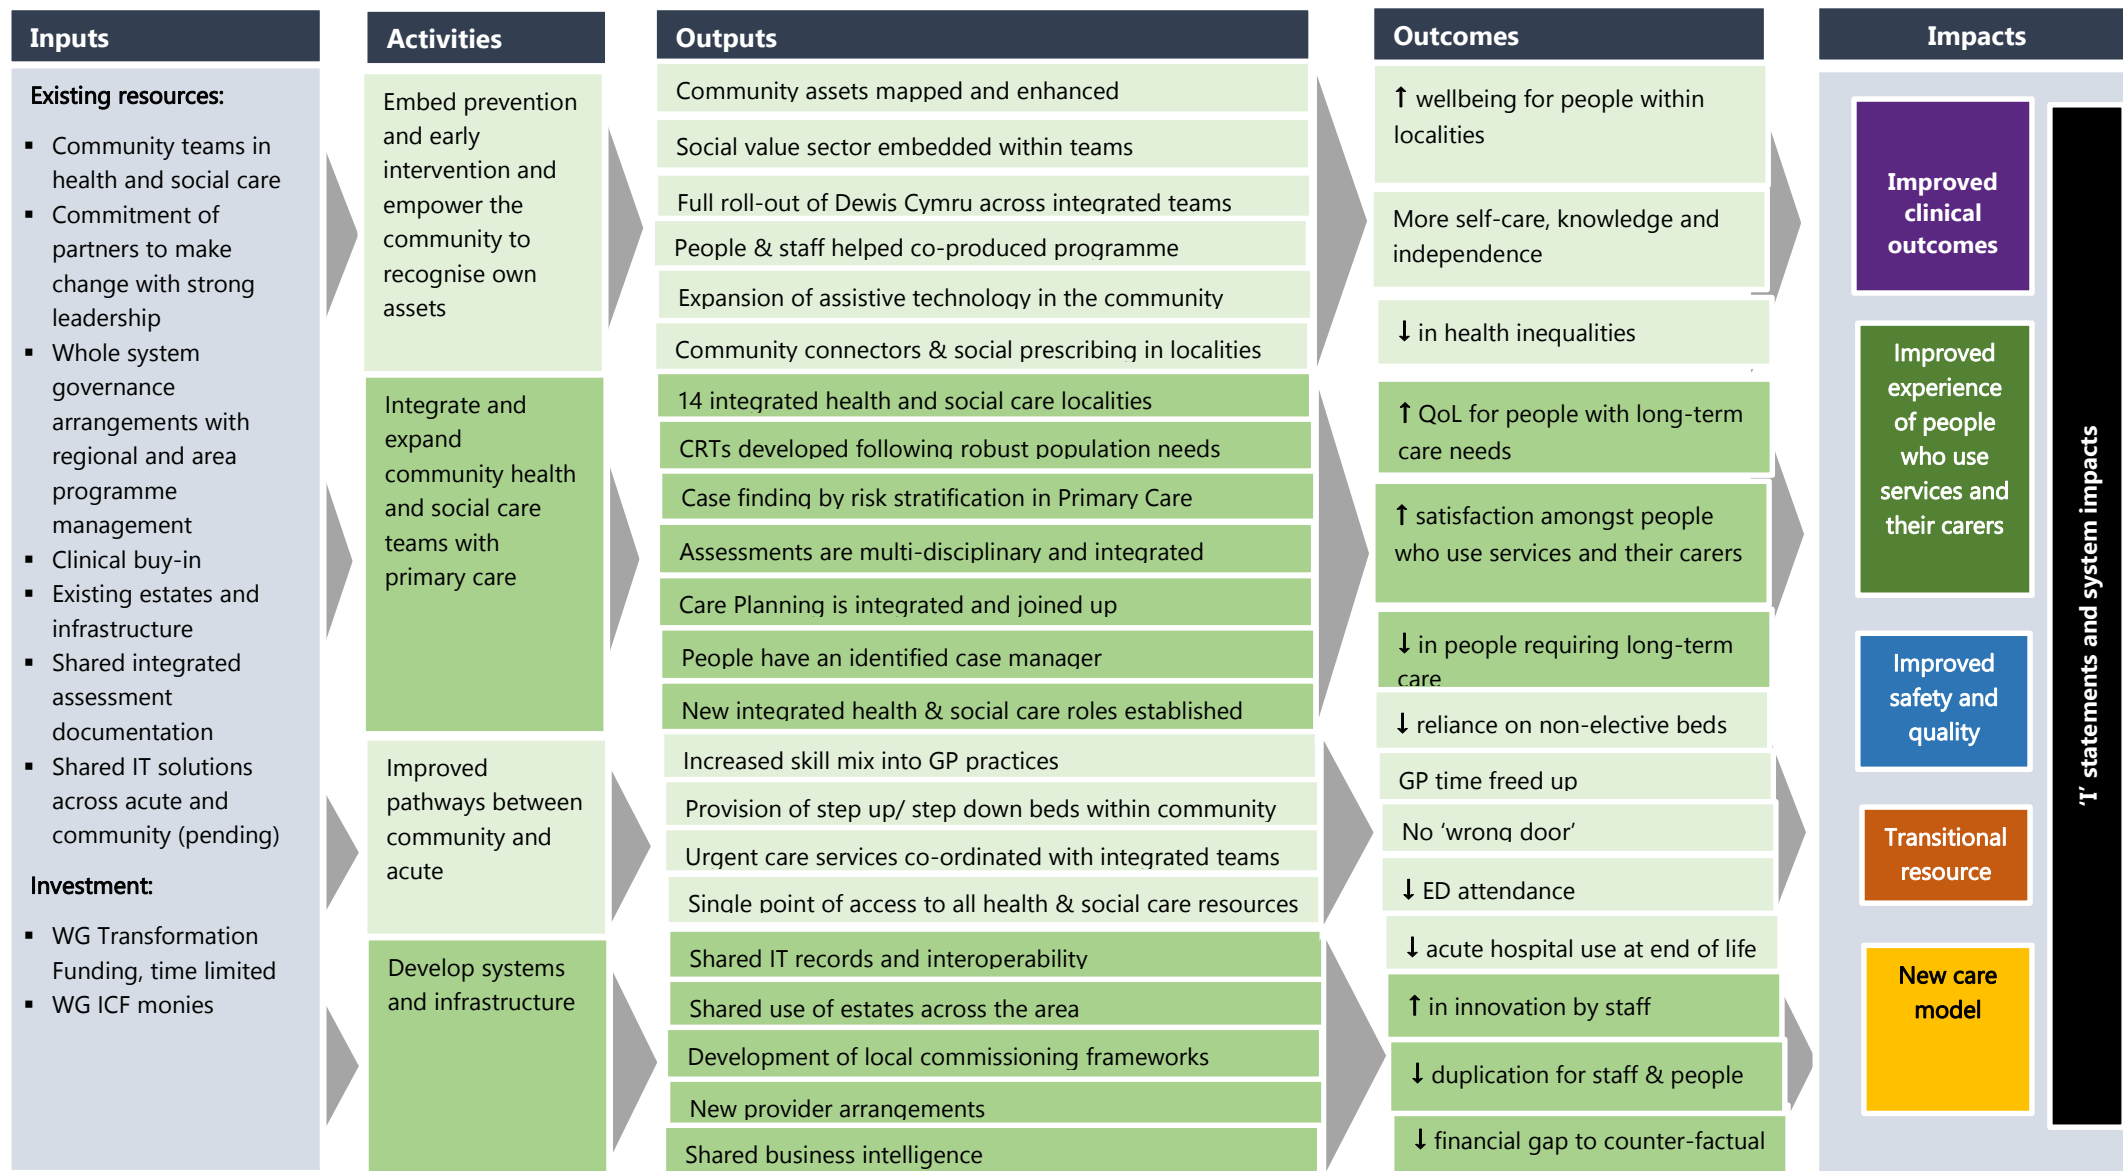 Inputs
Existing resources:
▪ Community teams in
health and social care
▪ Commitment of
partners to make
change with strong
leadership
▪ Whole system
governance
arrangements with
regional and area
programme
management
▪ Clinical buy-in
▪ Existing estates and
infrastructure
▪ Shared integrated
assessment
documentation
▪ Shared IT solutions
across acute and
community (pending)
Investment:
▪ WG Transformation
Funding, time limited
▪ WG ICF monies
Activities
Embed prevention
and early
intervention and
empower the
community to
recognise own
assets
Integrate and
expand
community health
and social care
teams with
primary care
Improved
pathways between
community and
acute
Develop systems
and infrastructure
Outputs
Community assets mapped and enhanced
Social value sector embedded within teams
Full roll-out of Dewis Cymru across integrated teams
People & staff helped co-produced programme
Expansion of assistive technology in the community
Community connectors & social prescribing in localities
14 integrated health and social care localities
CRTs developed following robust population needs
Case finding by risk stratification in Primary Care
Assessments are multi-disciplinary and integrated
Care Planning is integrated and joined up
People have an identified case manager
New integrated health & social care roles established
Increased skill mix into GP practices
Provision of step up/ step down beds within community
Urgent care services co-ordinated with integrated teams
Single point of access to all health & social care resources
Shared IT records and interoperability
Shared use of estates across the area
Development of local commissioning frameworks
New provider arrangements
Shared business intelligence
Outcomes
↑ wellbeing for people within
localities
More self-care, knowledge and
independence
↓ in health inequalities
↑ QoL for people with long-term
care needs
↑ satisfaction amongst people
who use services and their carers
↓ in people requiring long-term
care
↓ reliance on non-elective beds
GP time freed up
No ‘wrong door’
↓ ED attendance
↓ acute hospital use at end of life
↑ in innovation by staff
↓ duplication for staff & people
↓ financial gap to counter-factual
Impacts
Improved
clinical
outcomes
Improved
experience
of people
who use
services and
their carers
Improved
safety and
quality
Transitional
resource
New care
model
‘I’ statements and system impacts